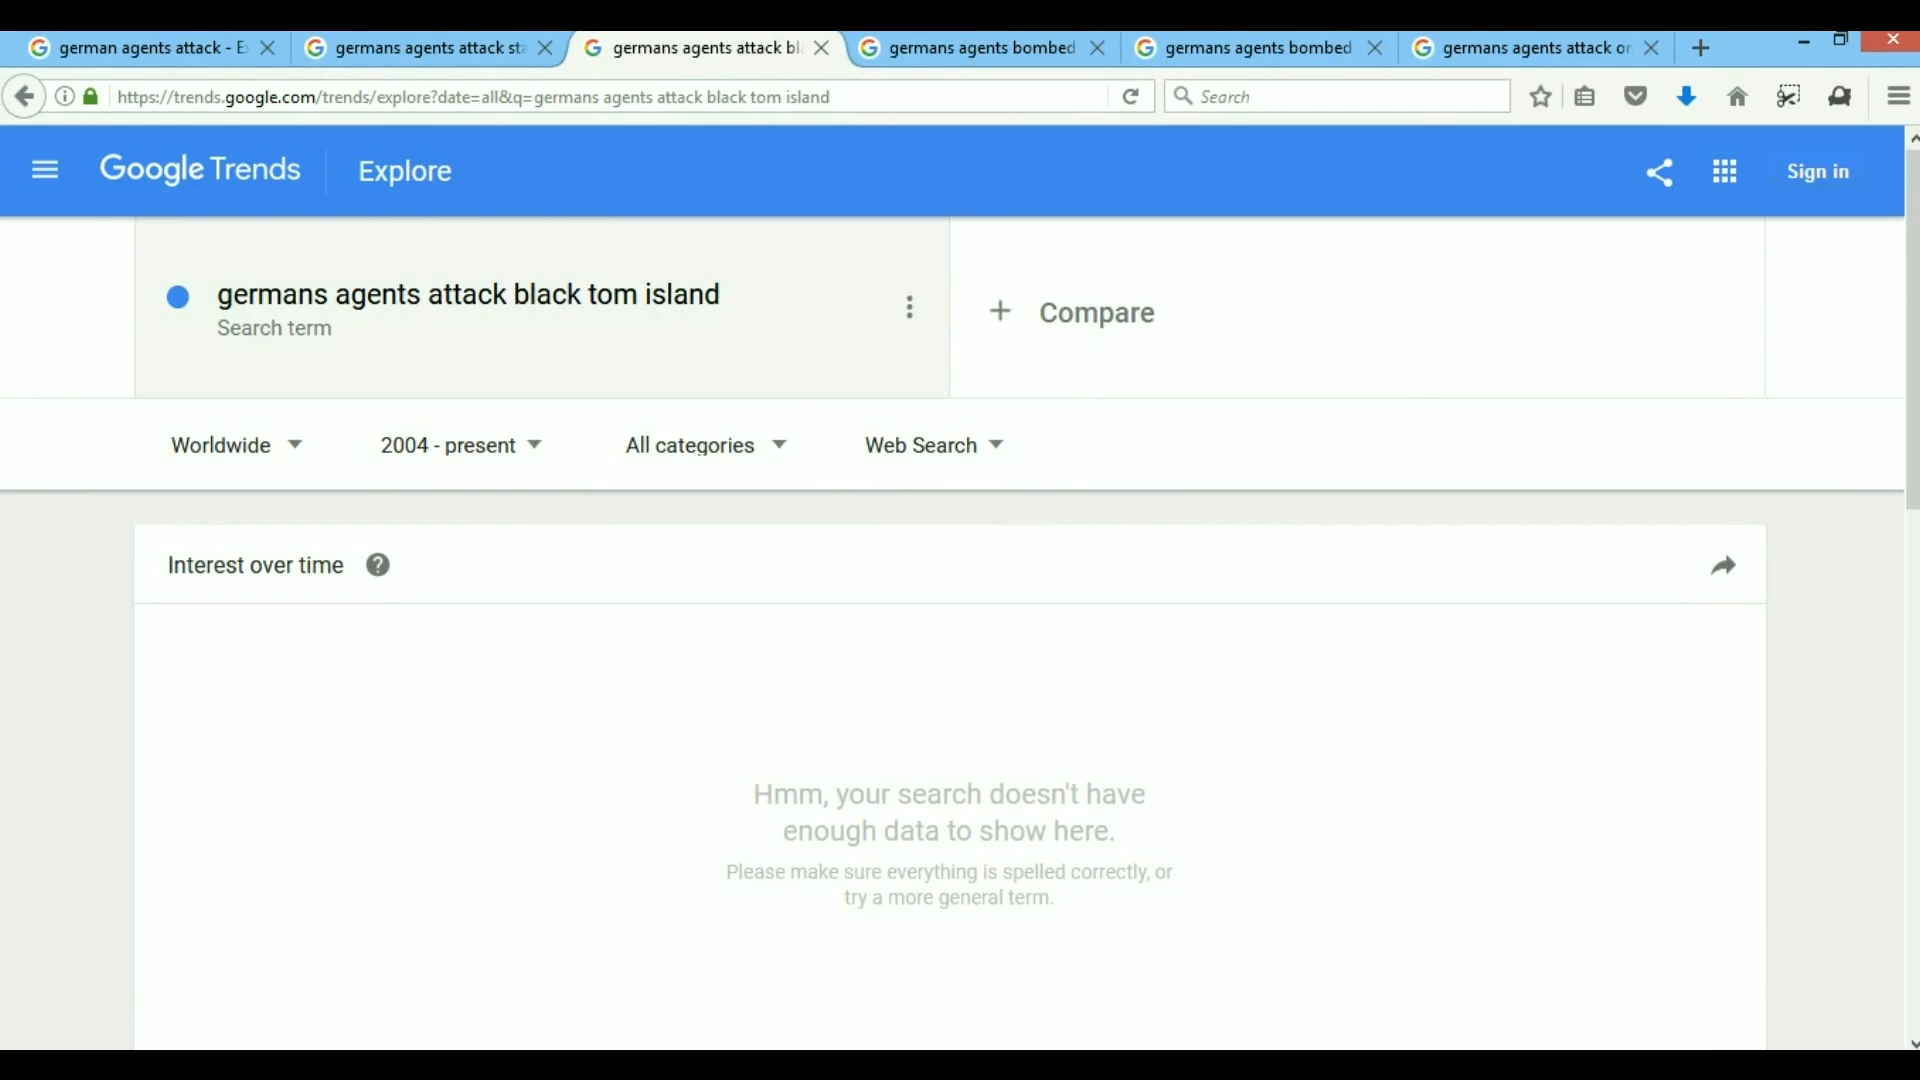 german agents attack - E
germans agents attack sta
germans agents attack bl
germans agents bombed
germans agents bombed
germans agents attack on
https://trends.google.com/trends/explore?date=all&q=germans agents attack black tom island
Search
Google Trends
Explore
Sign in
germans agents attack black tom island
Search term
+ Compare
Worldwide
2004 - present
All categories
Web Search
Interest over time
Hmm, your search doesn't have
enough data to show here.
Please make sure everything is spelled correctly, or
try a more general term.